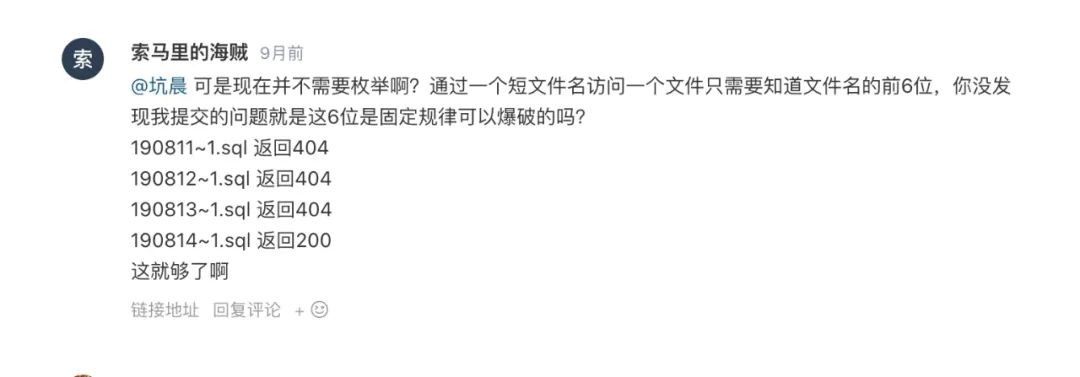 索
索马里的海贼 9月前
@坑晨 可是现在并不需要枚举啊？通过一个短文件名访问一个文件只需要知道文件名的前6位，你没发
现我提交的问题就是这6位是固定规律可以爆破的吗？
190811~1.sql 返回404
190812~1.sql 返回404
190813~1.sql 返回404
190814~1.sql 返回200
这就够了啊
链接地址 回复评论 +